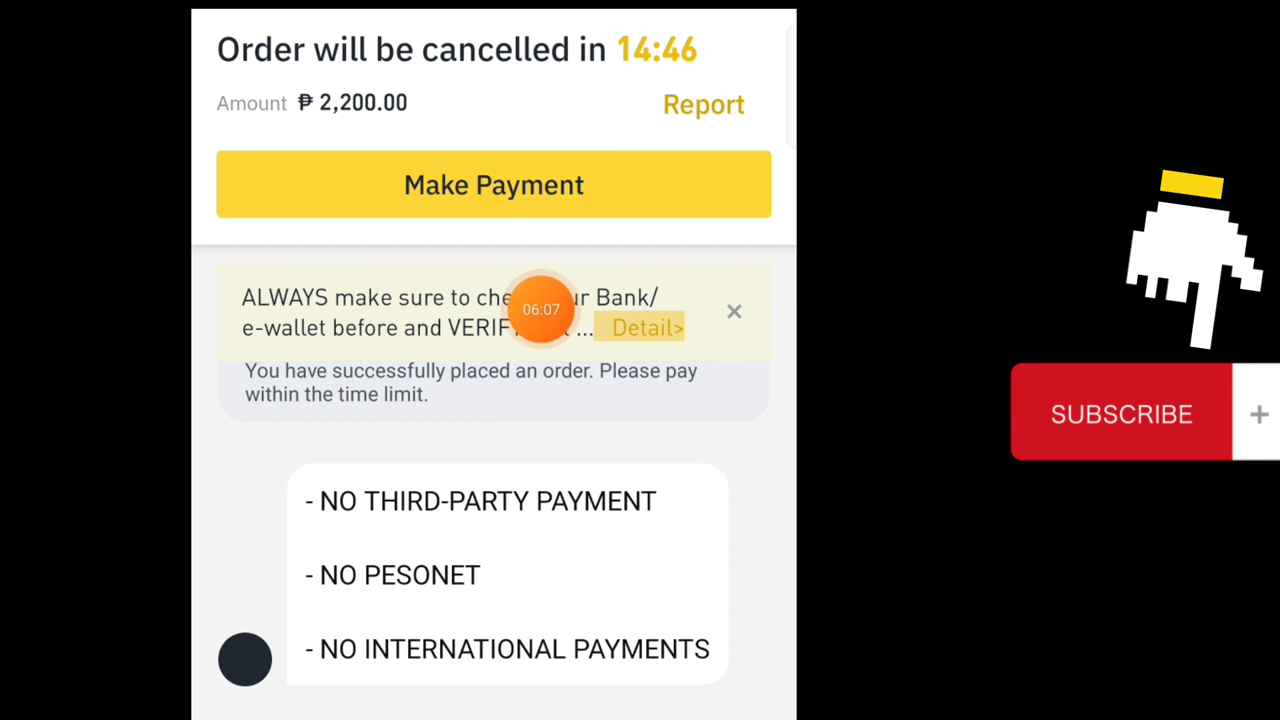 Order will be cancelled in 14:46
Amount ₱ 2,200.00
Report
Make Payment
ALWAYS make sure to ur Bank/
e-wallet before and ... Detail>
06:07
You have successfully placed an order. Please pay
within the time limit.
- NO THIRD-PARTY PAYMENT
- NO PESONET
- NO INTERNATIONAL PAYMENTS
SUBSCRIBE